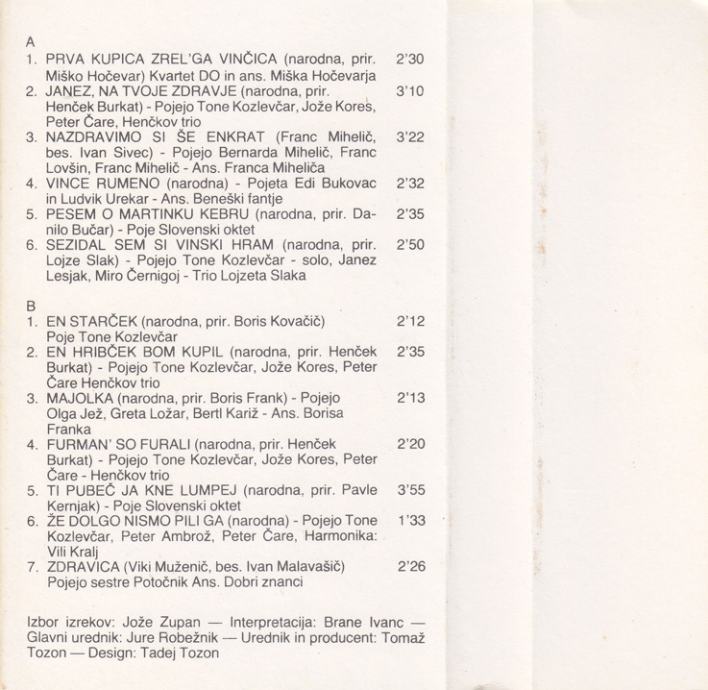 A
1. PRVA KUPICA ZREL'GA VINČICA (narodna, prir. 2'30
Miško Hočevar) Kvartet DO in ans. Miška Hočevarja
2. JANEZ, NA TVOJE ZDRAVJE (narodna, prir. 3'10
Henček Burkat) - Pojejo Tone Kozlevčar, Jože Kores,
Peter Čare, Henčkov trio
3. NAZDRAVIMO SI ŠE ENKRAT (Franc Mihelič, 3'22
bes. Ivan Sivec) - Pojejo Bernarda Mihelič, Franc
Lovšin, Franc Mihelič - Ans. Franca Miheliča
4. VINCE RUMENO (narodna) - Pojeta Edi Bukovac 2'32
in Ludvik Urekar - Ans. Beneški fantje
5. PESEM O MARTINKU KEBRU (narodna, prir. Da- 2'35
nilo Bučar) - Poje Slovenski oktet
6. SEZIDAL SEM SI VINSKI HRAM (narodna, prir. 2'50
Lojze Slak) - Pojejo Tone Kozlevčar - solo, Janez
Lesjak, Miro Černigoj - Trio Lojzeta Slaka
B
1. EN STARČEK (narodna, prir. Boris Kovačič) 2'12
Poje Tone Kozlevčar
2. EN HRIBČEK BOM KUPIL (narodna, prir. Henček 2'35
Burkat) - Pojejo Tone Kozlevčar, Jože Kores, Peter
Čare Henčkov trio
3. MAJOLKA (narodna, prir. Boris Frank) - Pojejo 2'13
Olga Jež, Greta Ložar, Bertl Kariž - Ans. Borisa
Franka
4. FURMAN' SO FURALI (narodna, prir. Henček 2'20
Burkat) - Pojejo Tone Kozlevčar, Jože Kores, Peter
Čare - Henčkov trio
5. TI PUBEČ JA KNE LUMPEJ (narodna, prir. Pavle 3'55
Kernjak) - Poje Slovenski oktet
6. ŽE DOLGO NISMO PILI GA (narodna) - Pojejo Tone 1'33
Kozlevčar, Peter Ambrož, Peter Čare, Harmonika:
Vili Kralj
7. ZDRAVICA (Viki Muženič, bes. Ivan Malavašič) 2'26
Pojejo sestre Potočnik Ans. Dobri znanci
Izbor izrekov: Jože Zupan — Interpretacija: Brane Ivanc —
Glavni urednik: Jure Robežnik — Urednik in producent: Tomaž
Tozon — Design: Tadej Tozon